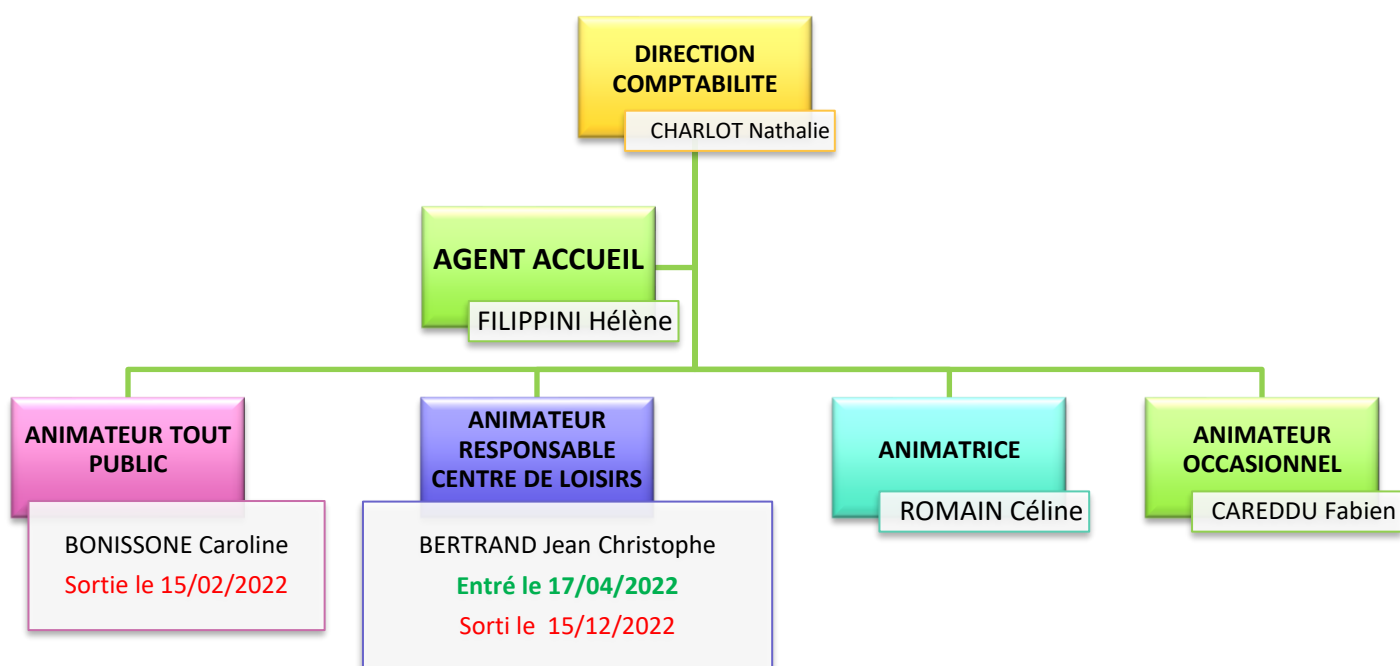 DIRECTION
COMPTABILITE
CHARLOT Nathalie
AGENT ACCUEIL
FILIPPINI Hélène
ANIMATEUR TOUT
PUBLIC
BONISSONE Caroline
Sortie le 15/02/2022
ANIMATEUR
RESPONSABLE
CENTRE DE LOISIRS
BERTRAND Jean Christophe
Entré le 17/04/2022
Sorti le 15/12/2022
ANIMATRICE
ROMAIN Céline
ANIMATEUR
OCCASIONNEL
CAREDDU Fabien